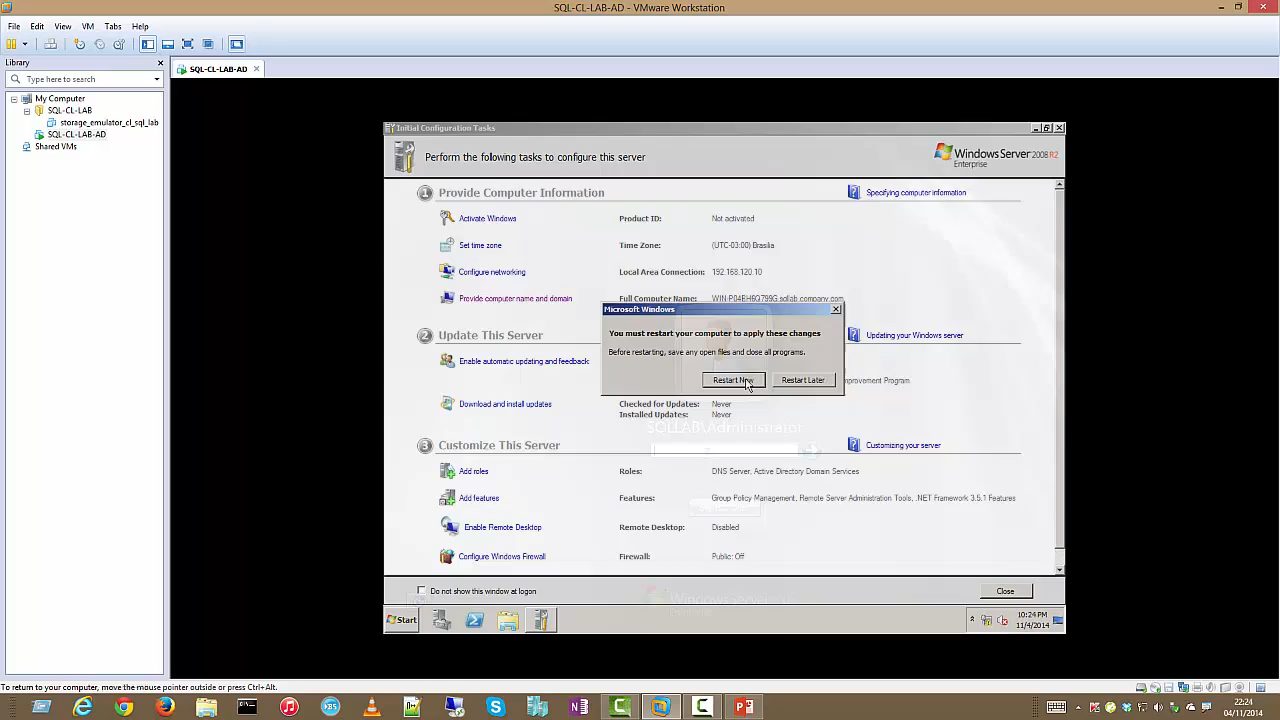 SQL-CL-LAB-AD - VMware Workstation
File Edit View VM Tabs Help
Library
SQL-CL-LAB-AD
Type here to search
My Computer
SQL-CL-LAB
storage_emulator_cl_sql_lab
SQL-CL-LAB-AD
Shared VMs
Initial Configuration Tasks
Perform the following tasks to configure this server
Windows Server 2008 R2
Enterprise
1 Provide Computer Information
Specifying computer information
Activate Windows Product ID: Not activated
Set time zone Time Zone: (UTC-03:00) Brasilia
Configure networking Local Area Connection: 192.168.120.10
Provide computer name and domain Full Computer Name:
Microsoft Windows
You must restart your computer to apply these changes
Before restarting, save any open files and close all programs.
Restart Now Restart Later
2 Update This Server
Updating your Windows server
Enable automatic updating and feedback
Program
Download and install updates Checked for Updates: Never
Installed Updates: Never
SQLLAB\Administrator
3 Customize This Server
Customizing your server
Add roles Roles: DNS Server, Active Directory Domain Services
Add features Features: Group Policy Management, Remote Server Administration Tools, .NET Framework 3.5.1 Features
Enable Remote Desktop Remote Desktop: Disabled
Configure Windows Firewall Firewall: Public: Off
Do not show this window at logon
Close
Start
10:24 PM
11/4/2014
To return to your computer, move the mouse pointer outside or press Ctrl+Alt.
22:24
04/11/2014